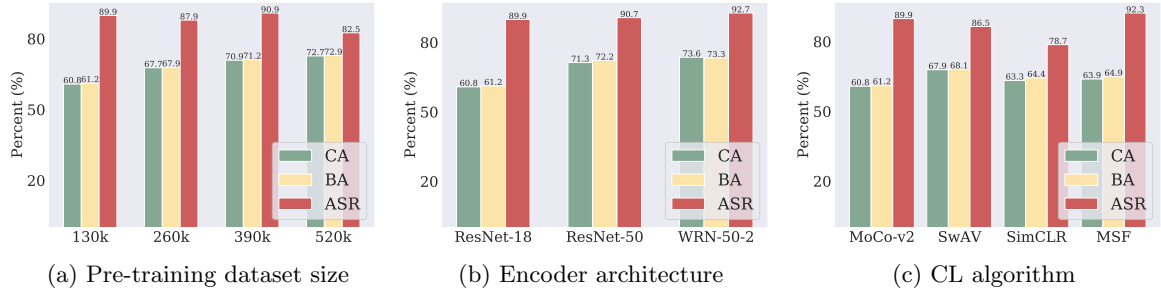 Percent (%)
80
50
20
60.8 61.2 89.9
67.7 67.9 87.9
70.9 71.2 90.9
72.7 72.9 82.5
CA
BA
ASR
130k 260k 390k 520k
(a) Pre-training dataset size
Percent (%)
80
50
20
60.8 61.2 89.9
71.3 72.2 90.7
73.6 73.3 92.7
CA
BA
ASR
ResNet-18 ResNet-50 WRN-50-2
(b) Encoder architecture
Percent (%)
80
50
20
60.8 61.2 89.9
67.9 68.1 86.5
63.3 64.4 78.7
63.9 64.9 92.3
CA
BA
ASR
MoCo-v2 SwAV SimCLR MSF
(c) CL algorithm